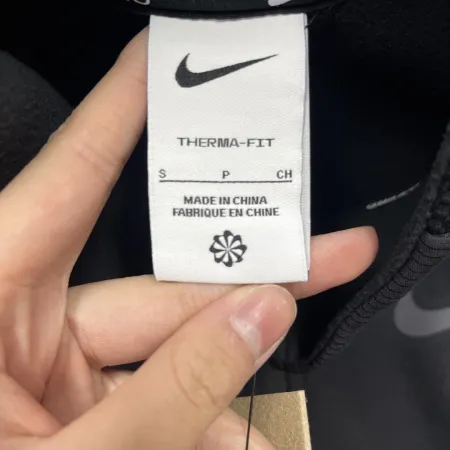 THERMA-FIT
S P CH
MADE IN CHINA
FABRIQUE EN CHINE